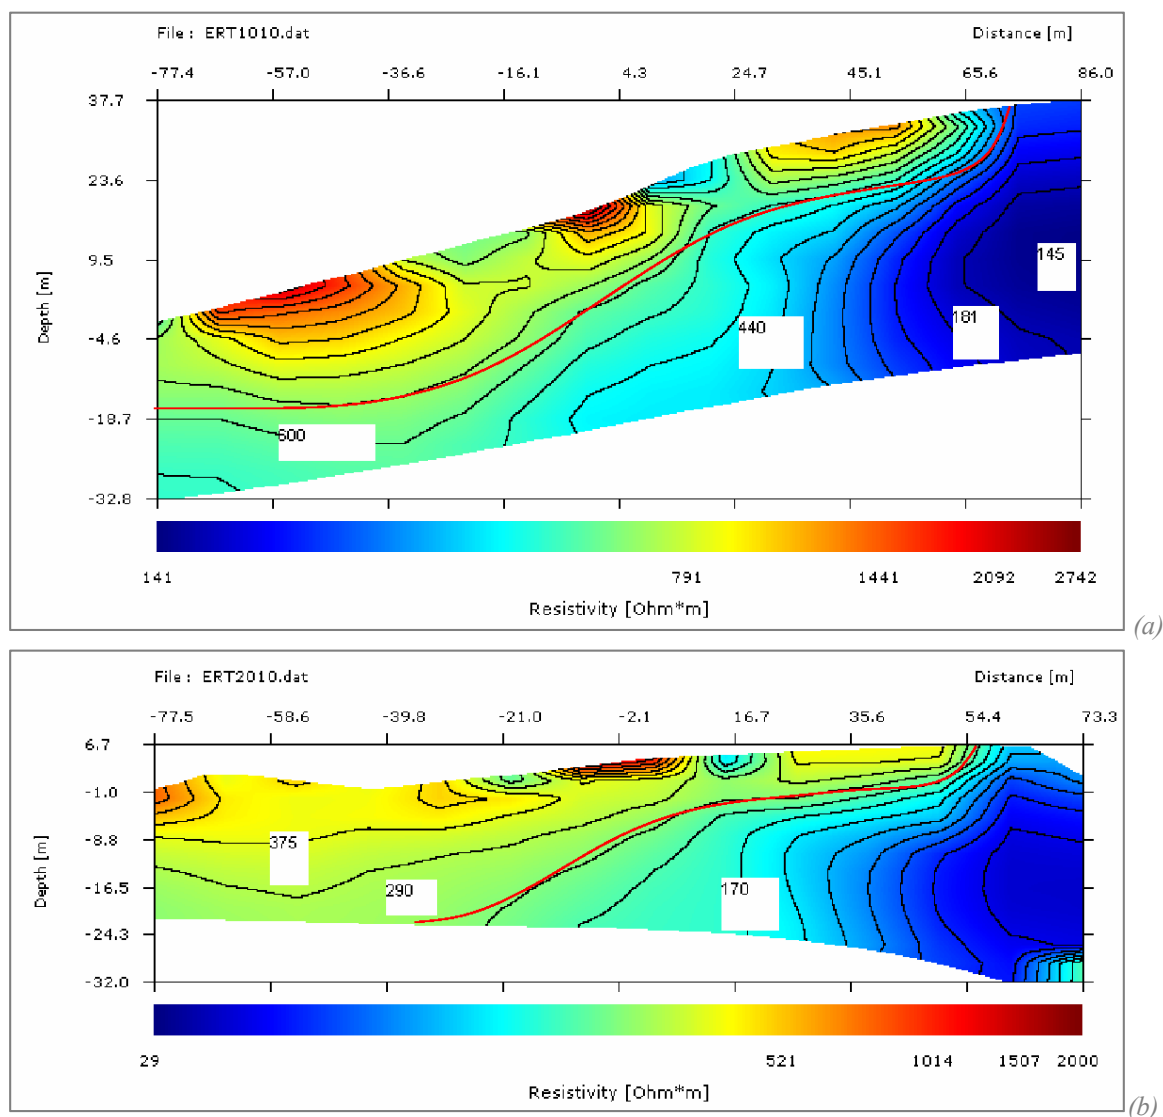 File : ERT1010.dat Distance [m]
-77.4 -57.0 -36.6 -16.1 4.3 24.7 45.1 65.6 86.0
37.7
23.6
9.5
-4.6
-18.7
-32.8
Depth [m]
145
181
440
600
141 791 1441 2092 2742
Resistivity [Ohm*m]
(a)
File : ERT2010.dat Distance [m]
-77.5 -58.6 -39.8 -21.0 -2.1 16.7 35.6 54.4 73.3
6.7
-1.0
-8.8
-16.5
-24.3
-32.0
Depth [m]
375
290
170
29 521 1014 1507 2000
Resistivity [Ohm*m]
(b)